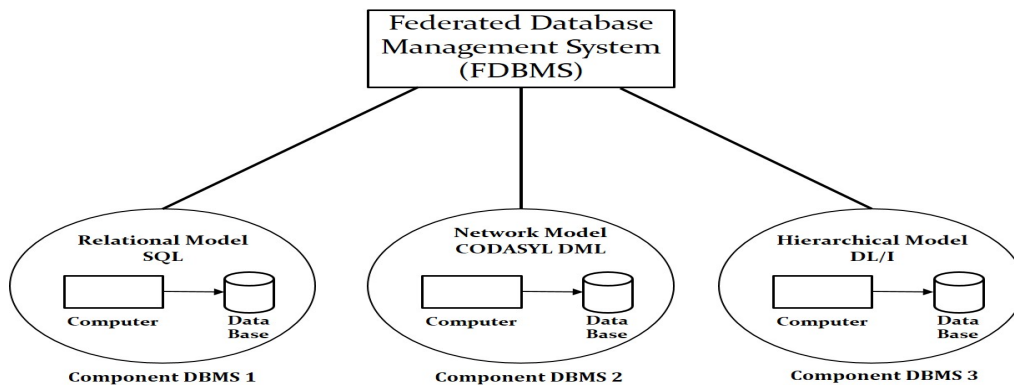 Federated Database
Management System
(FDBMS)
Relational Model
SQL
Computer
Data
Base
Component DBMS 1
Network Model
CODASYL DML
Computer
Data
Base
Component DBMS 2
Hierarchical Model
DL/I
Computer
Data
Base
Component DBMS 3